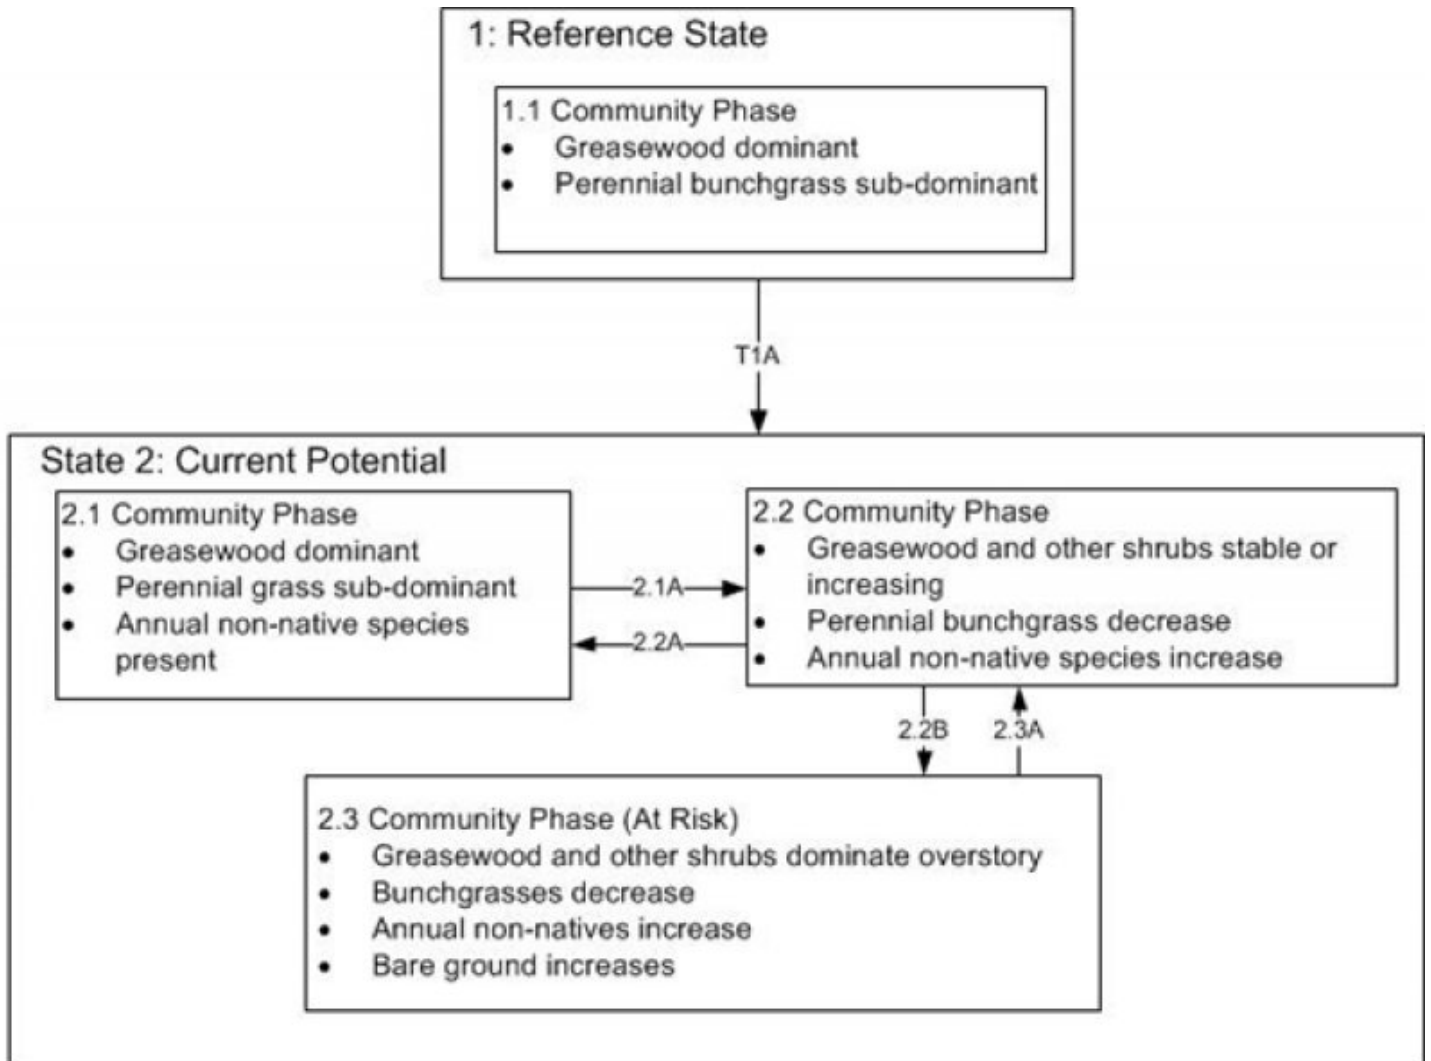 1: Reference State
1.1 Community Phase
• Greasewood dominant
• Perennial bunchgrass sub-dominant
T1A
State 2: Current Potential
2.1 Community Phase
• Greasewood dominant
• Perennial grass sub-dominant
• Annual non-native species
present
2.1A
2.2A
2.2 Community Phase
• Greasewood and other shrubs stable or
increasing
• Perennial bunchgrass decrease
• Annual non-native species increase
2.2B
2.3A
2.3 Community Phase (At Risk)
• Greasewood and other shrubs dominate overstory
• Bunchgrasses decrease
• Annual non-natives increase
• Bare ground increases